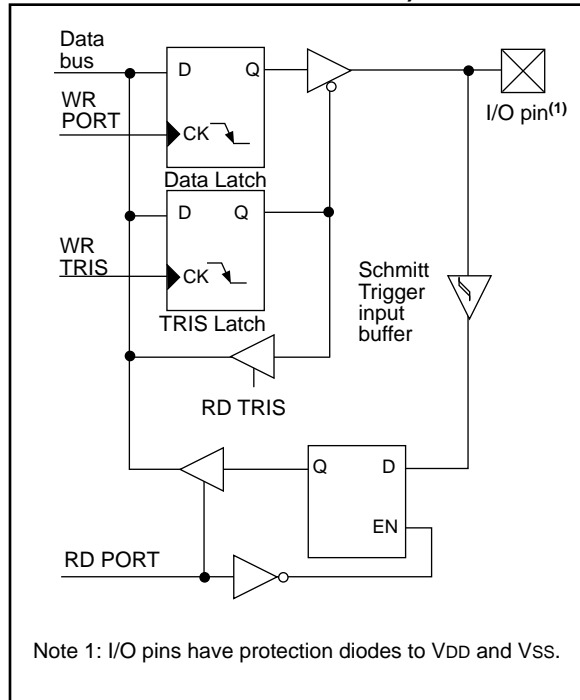 Data
bus
D
Q
WR
PORT
I/O pin(1)
CK
Data Latch
D
Q
WR
TRIS
CK
Schmitt
Trigger
input
buffer
TRIS Latch
RD TRIS
Q
D
EN
RD PORT
Note 1: I/O pins have protection diodes to VDD and VSS.